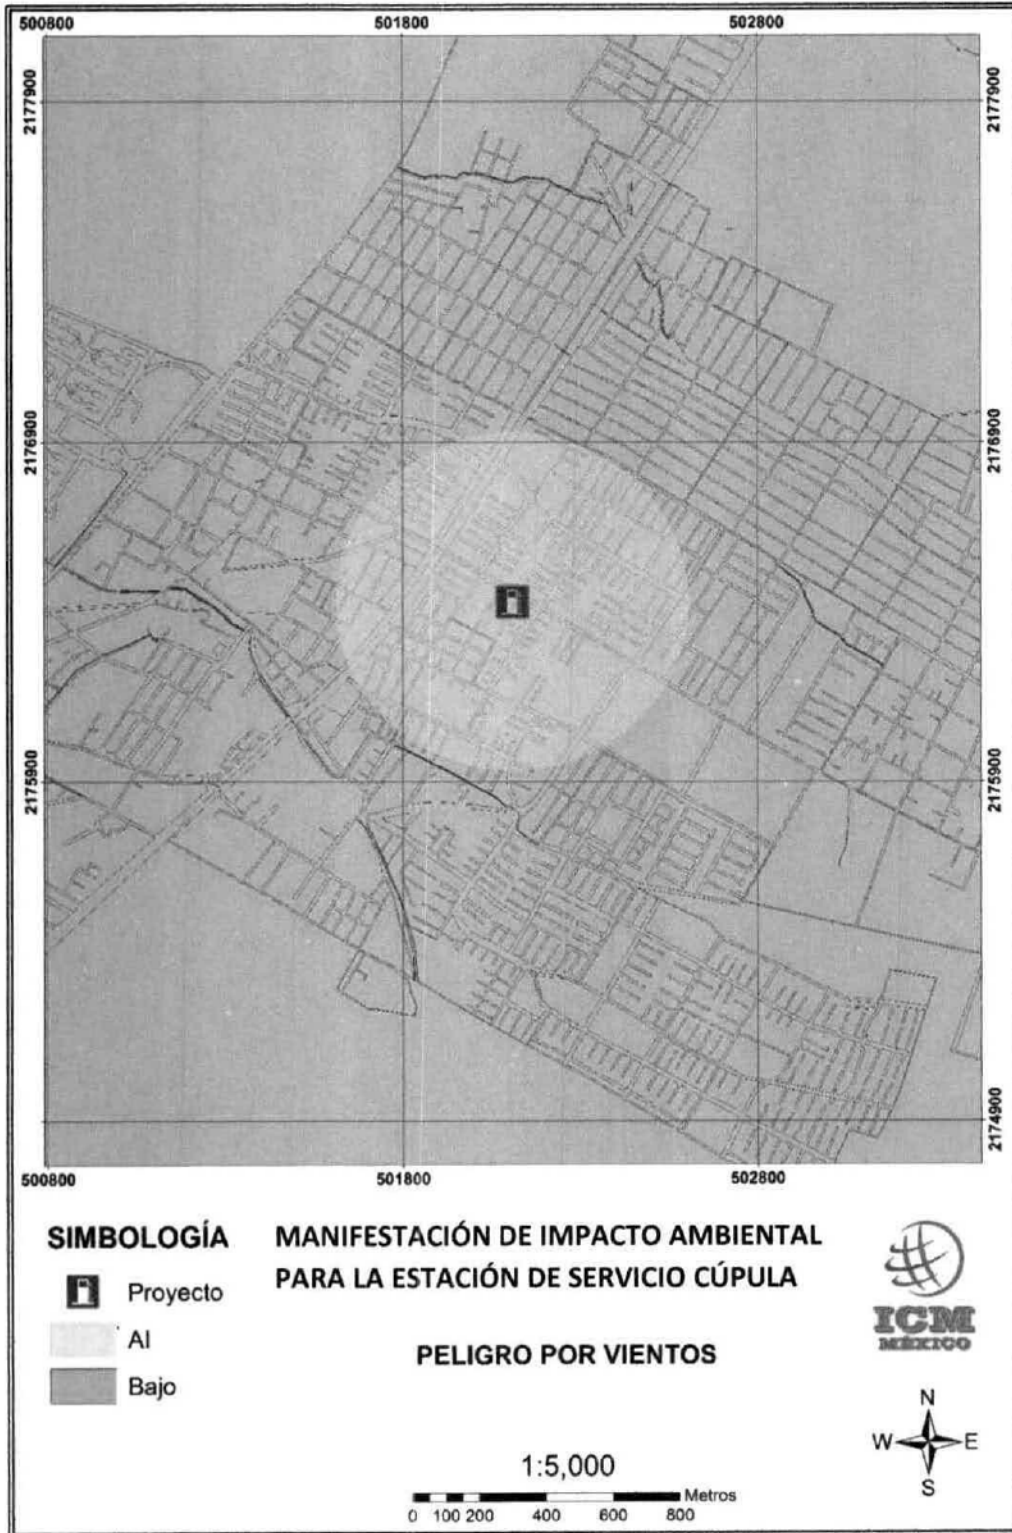 500800 501800 502800
2177900 2177900
2176900 2176900
2175900 2175900
2174900
500800 501800 502800
SIMBOLOGÍA
Proyecto
AI
Bajo
MANIFESTACIÓN DE IMPACTO AMBIENTAL
PARA LA ESTACIÓN DE SERVICIO CÚPULA
PELIGRO POR VIENTOS
ICM
MÉXICO
N
W E
S
1:5,000
Metros
0 100 200 400 600 800